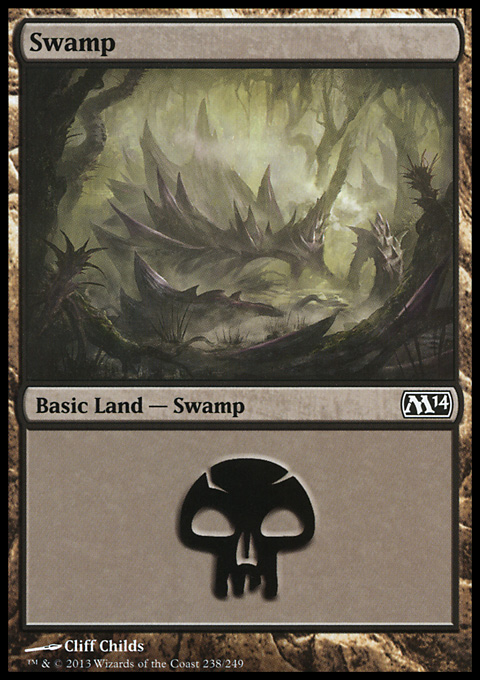 Swamp
Basic Land — Swamp
M14
Cliff Childs
™ & © 2013 Wizards of the Coast 238/249